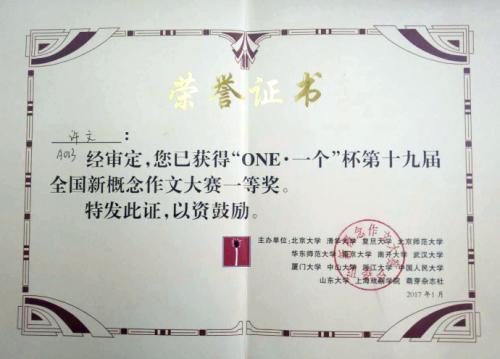 荣誉证书
许文：
A013
经审定，您已获得“ONE·一个”杯第十九届
全国新概念作文大赛一等奖。
特发此证，以资鼓励。
主办单位：北京大学 清华大学 复旦大学 北京师范大学
华东师范大学 南京大学 南开大学 武汉大学
厦门大学 中山大学 浙江大学 中国人民大学
山东大学 上海戏剧学院 萌芽杂志社
2017年1月